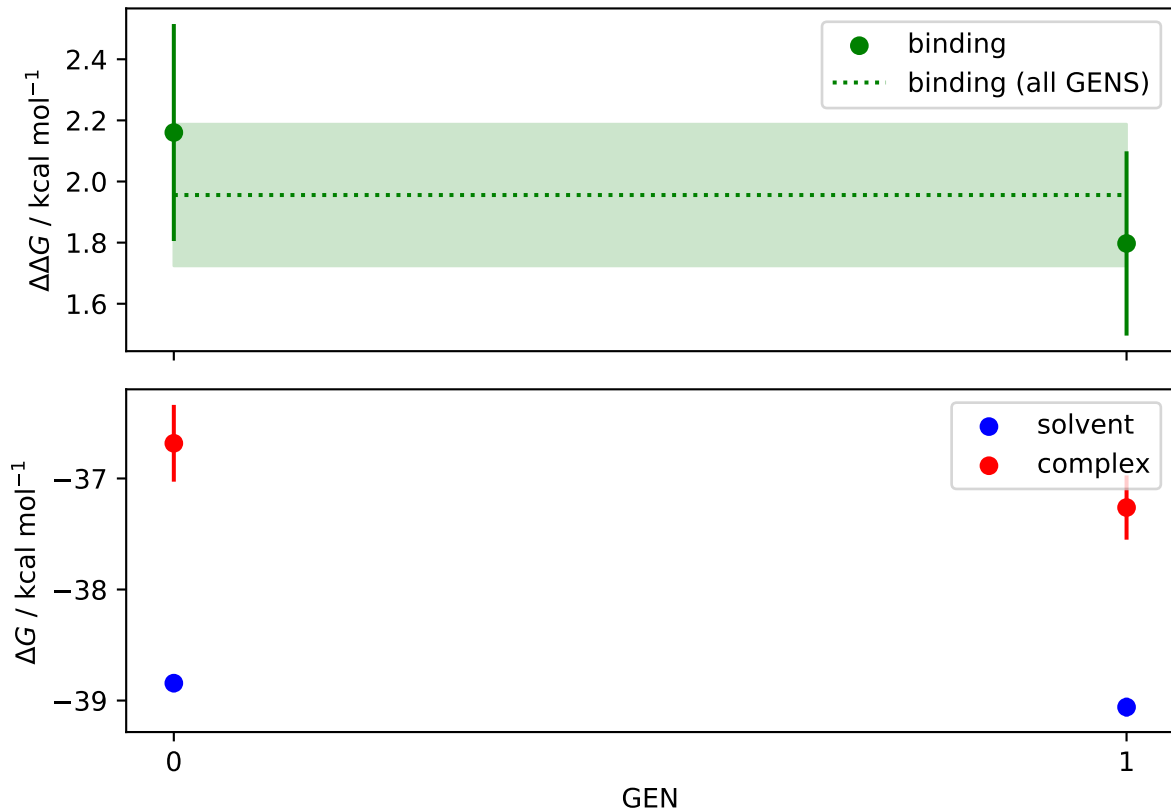 ΔΔG / kcal mol⁻¹
2.4
2.2
2.0
1.8
1.6
binding
binding (all GENS)
ΔG / kcal mol⁻¹
−37
−38
−39
solvent
complex
0
1
GEN